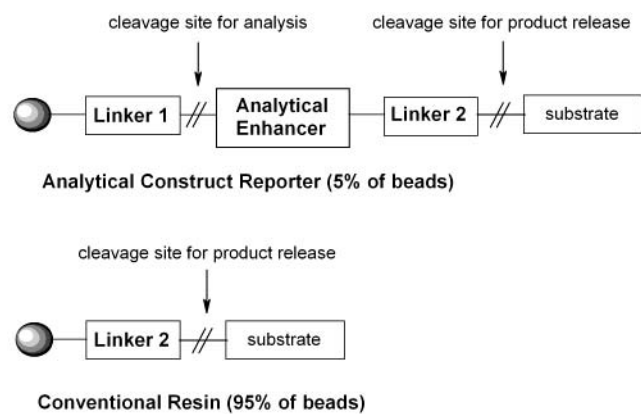 cleavage site for analysis
cleavage site for product release
Linker 1
Analytical
Enhancer
Linker 2
substrate
Analytical Construct Reporter (5% of beads)
cleavage site for product release
Linker 2
substrate
Conventional Resin (95% of beads)